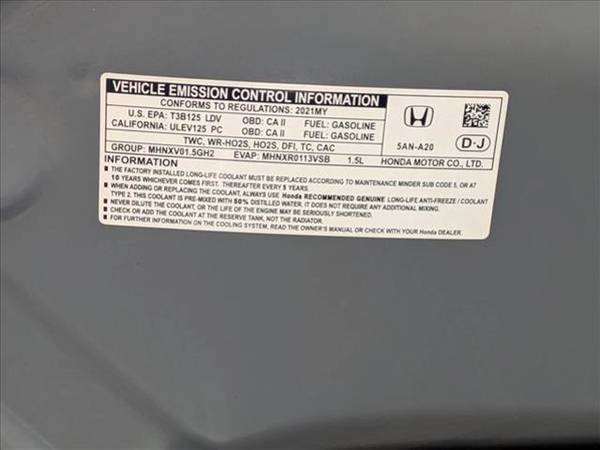 VEHICLE EMISSION CONTROL INFORMATION
CONFORMS TO REGULATIONS: 2021MY
U.S. EPA: T3B125 LDV OBD: CA II FUEL: GASOLINE
CALIFORNIA: ULEV125 PC OBD: CA II FUEL: GASOLINE
5AN-A20 D-J
TWC, WR-HO2S, HO2S, DFI, TC, CAC
GROUP: MHNXV01.5GH2 EVAP: MHNXR0113VSB 1.5L HONDA MOTOR CO.,LTD.
INFORMATION
THE FACTORY INSTALLED LONG-LIFE COOLANT MUST BE REPLACED ACCORDING TO MAINTENANCE MINDER SUB CODE 5, OR AT
10 YEARS WHICHEVER COMES FIRST. THEREAFTER EVERY 5 YEARS.
WHEN ADDING OR REPLACING COOLANT, ALWAYS USE Honda RECOMMENDED GENUINE LONG-LIFE ANTI-FREEZE / COOLANT
TYPE 2. THIS COOLANT IS PRE-MIXED WITH 50% DISTILLED WATER, IT DOES NOT REQUIRE ANY ADDITIONAL MIXING.
NEVER DILUTE THE COOLANT, OR THE LIFE OF THE ENGINE MAY BE SERIOUSLY SHORTENED.
CHECK OR ADD THE COOLANT AT THE RESERVE TANK, NOT THE RADIATOR.
FOR FURTHER INFORMATION ON THE COOLING SYSTEM, READ THE OWNER'S MANUAL OR CHECK WITH YOUR Honda DEALER.